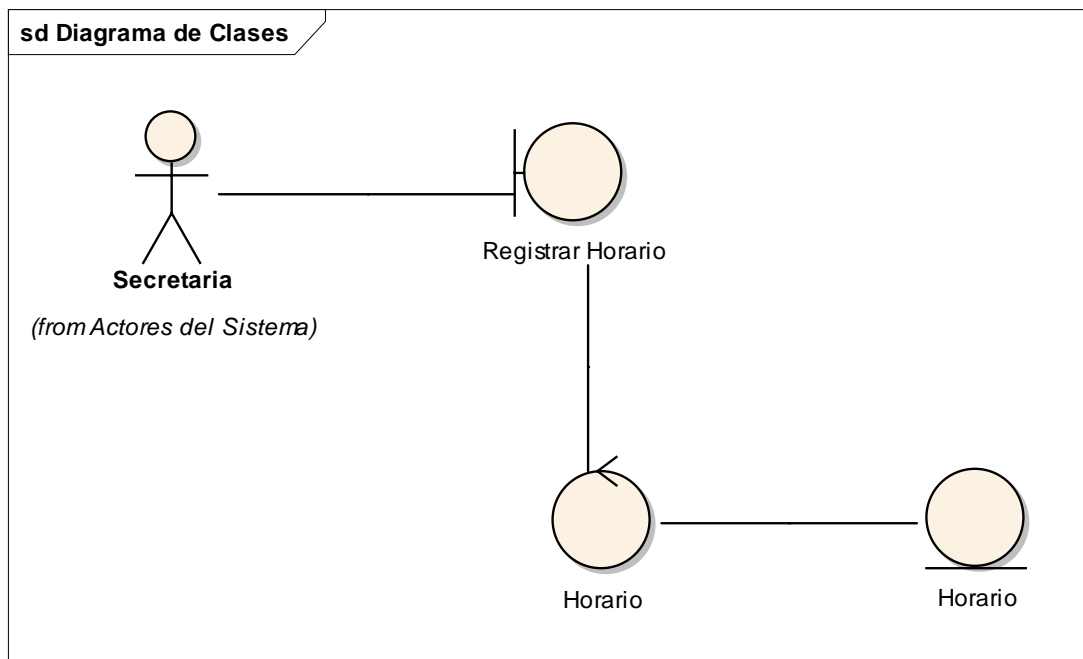 sd Diagrama de Clases
Registrar Horario
Secretaria
(from Actores del Sistema)
Horario
Horario